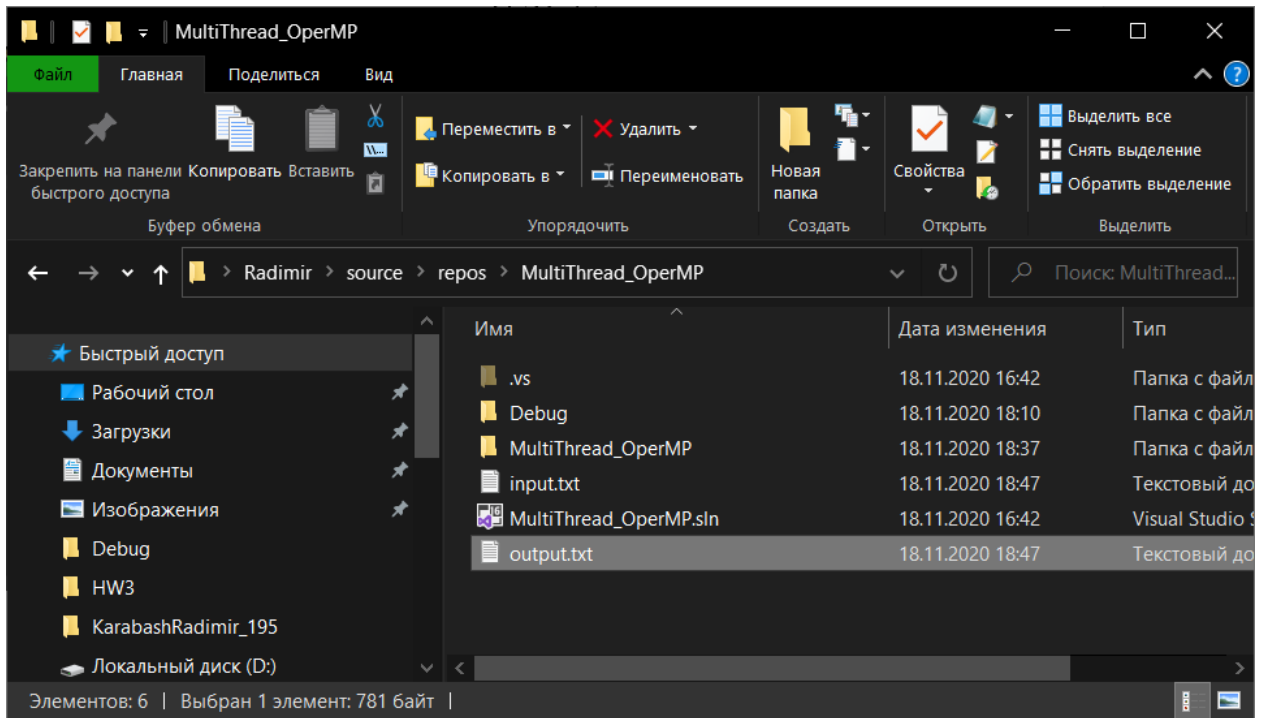 MultiThread_OperMP
Файл Главная Поделиться Вид
Закрепить на панели быстрого доступа
Копировать
Вставить
Переместить в
Копировать в
Удалить
Переименовать
Новая папка
Свойства
Выделить все
Снять выделение
Обратить выделение
Буфер обмена Упорядочить Создать Открыть Выделить
Radimir > source > repos > MultiThread_OperMP
Поиск: MultiThread...
Имя Дата изменения Тип
Быстрый доступ
Рабочий стол
Загрузки
Документы
Изображения
Debug
HW3
KarabashRadimir_195
Локальный диск (D:)
.vs 18.11.2020 16:42 Папка с файл
Debug 18.11.2020 18:10 Папка с файл
MultiThread_OperMP 18.11.2020 18:37 Папка с файл
input.txt 18.11.2020 18:47 Текстовый до
MultiThread_OperMP.sln 18.11.2020 16:42 Visual Studio S
output.txt 18.11.2020 18:47 Текстовый до
Элементов: 6 | Выбран 1 элемент: 781 байт |